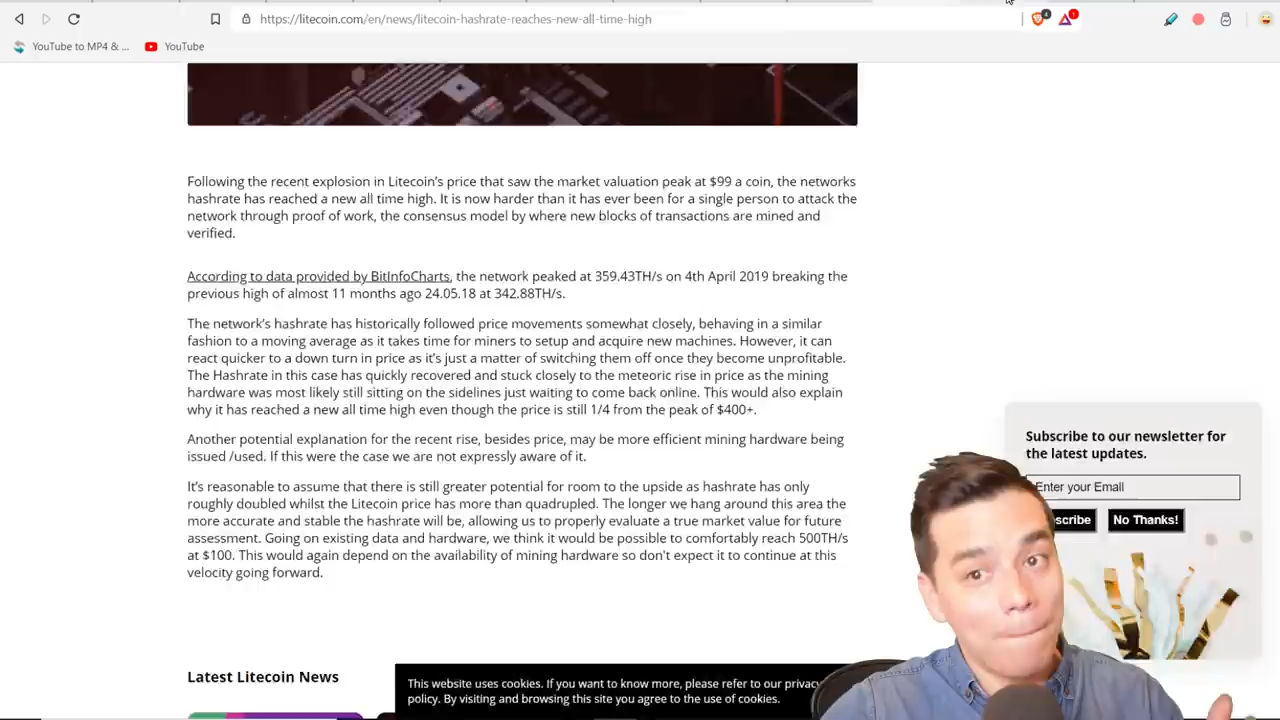 https://litecoin.com/en/news/litecoin-hashrate-reaches-new-all-time-high
4
1
YouTube to MP4 & ...
YouTube
Following the recent explosion in Litecoin's price that saw the market valuation peak at $99 a coin, the networks
hashrate has reached a new all time high. It is now harder than it has ever been for a single person to attack the
network through proof of work, the consensus model by where new blocks of transactions are mined and
verified.
According to data provided by BitInfoCharts, the network peaked at 359.43TH/s on 4th April 2019 breaking the
previous high of almost 11 months ago 24.05.18 at 342.88TH/s.
The network's hashrate has historically followed price movements somewhat closely, behaving in a similar
fashion to a moving average as it takes time for miners to setup and acquire new machines. However, it can
react quicker to a down turn in price as it's just a matter of switching them off once they become unprofitable.
The Hashrate in this case has quickly recovered and stuck closely to the meteoric rise in price as the mining
hardware was most likely still sitting on the sidelines just waiting to come back online. This would also explain
why it has reached a new all time high even though the price is still 1/4 from the peak of $400+.
Another potential explanation for the recent rise, besides price, may be more efficient mining hardware being
issued /used. If this were the case we are not expressly aware of it.
It's reasonable to assume that there is still greater potential for room to the upside as hashrate has only
roughly doubled whilst the Litecoin price has more than quadrupled. The longer we hang around this area the
more accurate and stable the hashrate will be, allowing us to properly evaluate a true market value for future
assessment. Going on existing data and hardware, we think it would be possible to comfortably reach 500TH/s
at $100. This would again depend on the availability of mining hardware so don't expect it to continue at this
velocity going forward.
Subscribe to our newsletter for
the latest updates.
Enter your Email
scribe
No Thanks!
Latest Litecoin News
This website uses cookies. If you want to know more, please refer to our privacy
policy. By visiting and browsing this site you agree to the use of cookies.